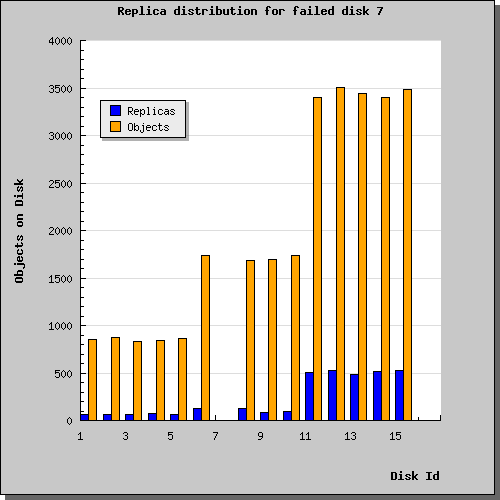 Replica distribution for failed disk 7
4000
3500
3000
2500
2000
1500
1000
500
0
Replicas
Objects
Objects on Disk
1 3 5 7 9 11 13 15
Disk Id